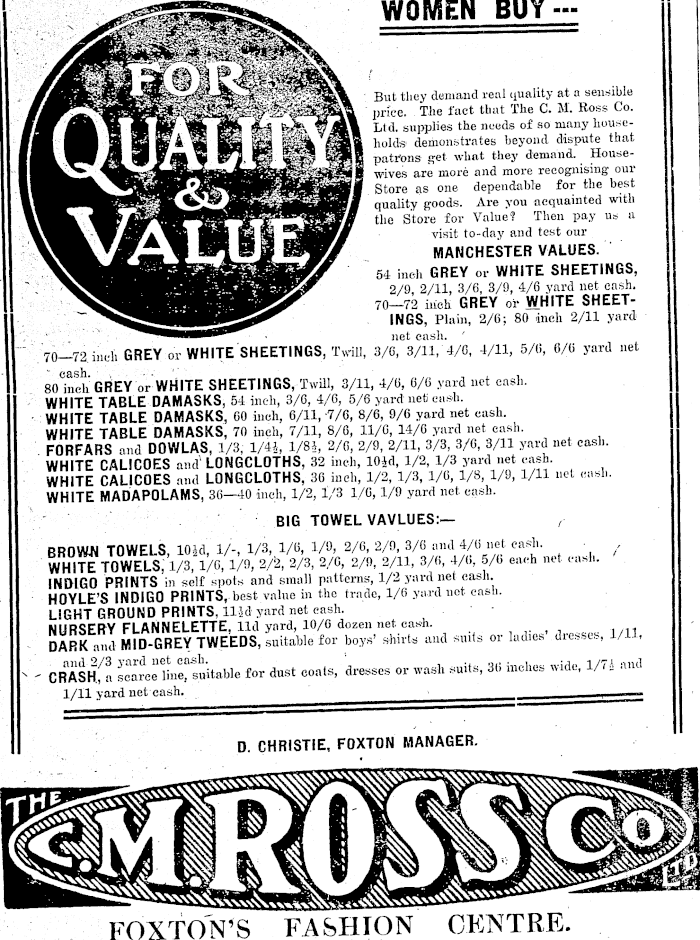 WOMEN BUY ---
FOR
QUALITY
&
VALUE
But they demand real quality at a sensible
price. The fact that The C. M. Ross Co.
Ltd. supplies the needs of so many house-
holds demonstrates beyond dispute that
patrons get what they demand. House-
wives are more and more recognising our
Store as one dependable for the best
quality goods. Are you acquainted with
the Store for Value? Then pay us a
visit to-day and test our
MANCHESTER VALUES.
54 inch GREY or WHITE SHEETINGS,
2/9, 2/11, 3/6, 3/9, 4/6 yard net cash.
70—72 inch GREY or WHITE SHEET-
INGS, Plain, 2/6; 80 inch 2/11 yard
net cash.
70—72 inch GREY or WHITE SHEETINGS, Twill, 3/6, 3/11, 4/6, 4/11, 5/6, 6/6 yard net
cash.
80 inch GREY or WHITE SHEETINGS, Twill, 3/11, 4/6, 6/6 yard net cash.
WHITE TABLE DAMASKS, 54 inch, 3/6, 4/6, 5/6 yard net cash.
WHITE TABLE DAMASKS, 60 inch, 6/11, 7/6, 8/6, 9/6 yard net cash.
WHITE TABLE DAMASKS, 70 inch, 7/11, 8/6, 11/6, 14/6 yard net cash.
FORFARS and DOWLAS, 1/3, 1/4½, 1/8½, 2/6, 2/9, 2/11, 3/3, 3/6, 3/11 yard net cash.
WHITE CALICOES and LONGCLOTHS, 32 inch, 10½d, 1/2, 1/3 yard net cash.
WHITE CALICOES and LONGCLOTHS, 36 inch, 1/2, 1/3, 1/6, 1/8, 1/9, 1/11 net cash.
WHITE MADAPOLAMS, 36—40 inch, 1/2, 1/3 1/6, 1/9 yard net cash.
BIG TOWEL VAVLUES:—
BROWN TOWELS, 10½d, 1/-, 1/3, 1/6, 1/9, 2/6, 2/9, 3/6 and 4/6 net cash.
WHITE TOWELS, 1/3, 1/6, 1/9, 2/2, 2/3, 2/6, 2/9, 2/11, 3/6, 4/6, 5/6 each net cash.
INDIGO PRINTS in self spots and small patterns, 1/2 yard net cash.
HOYLE'S INDIGO PRINTS, best value in the trade, 1/6 yard net cash.
LIGHT GROUND PRINTS, 11½d yard net cash.
NURSERY FLANNELETTE, 11d yard, 10/6 dozen net cash.
DARK and MID-GREY TWEEDS, suitable for boys' shirts and suits or ladies' dresses, 1/11,
and 2/3 yard net cash.
CRASH, a scarce line, suitable for dust coats, dresses or wash suits, 36 inches wide, 1/7½ and
1/11 yard net cash.
D. CHRISTIE, FOXTON MANAGER.
THE
C.M. ROSS CO
LTD
FOXTON'S FASHION CENTRE.